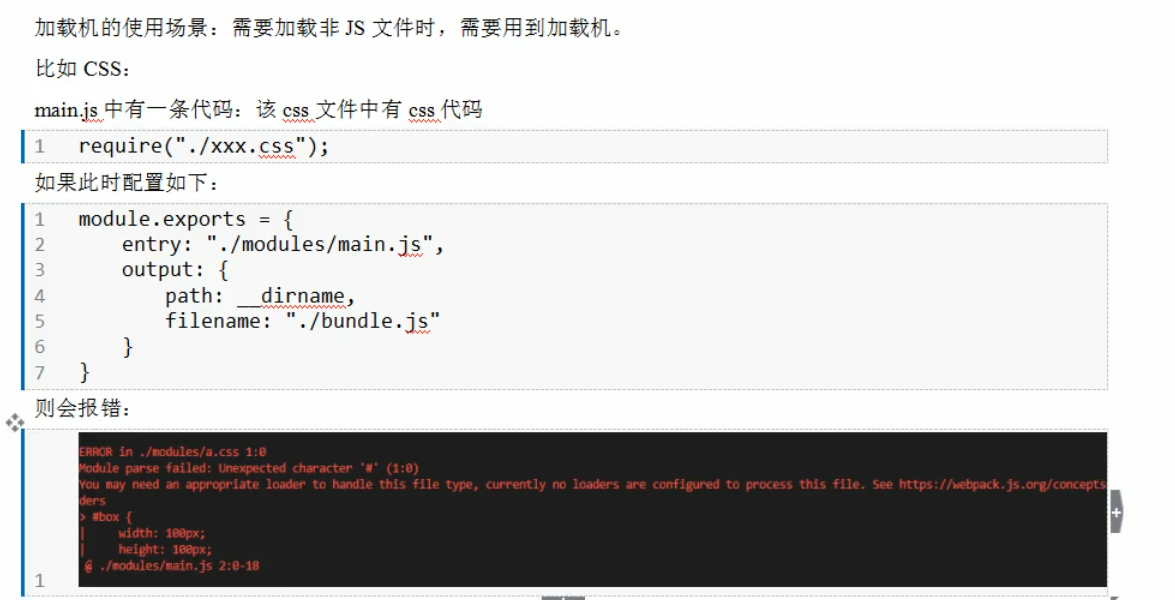 加载机的使用场景：需要加载非 JS 文件时，需要用到加载机。
比如 CSS：
main.js 中有一条代码：该 css 文件中有 css 代码
1 require("./xxx.css");
如果此时配置如下：
1 module.exports = {
2 entry: "./modules/main.js",
3 output: {
4 path: __dirname,
5 filename: "./bundle.js"
6 }
7 }
则会报错：
ERROR in ./modules/a.css 1:0
Module parse failed: Unexpected character '#' (1:0)
You may need an appropriate loader to handle this file type, currently no loaders are configured to process this file. See https://webpack.js.org/concepts
ders
> #box {
| width: 100px;
| height: 100px;
@ ./modules/main.js 2:0-18
1